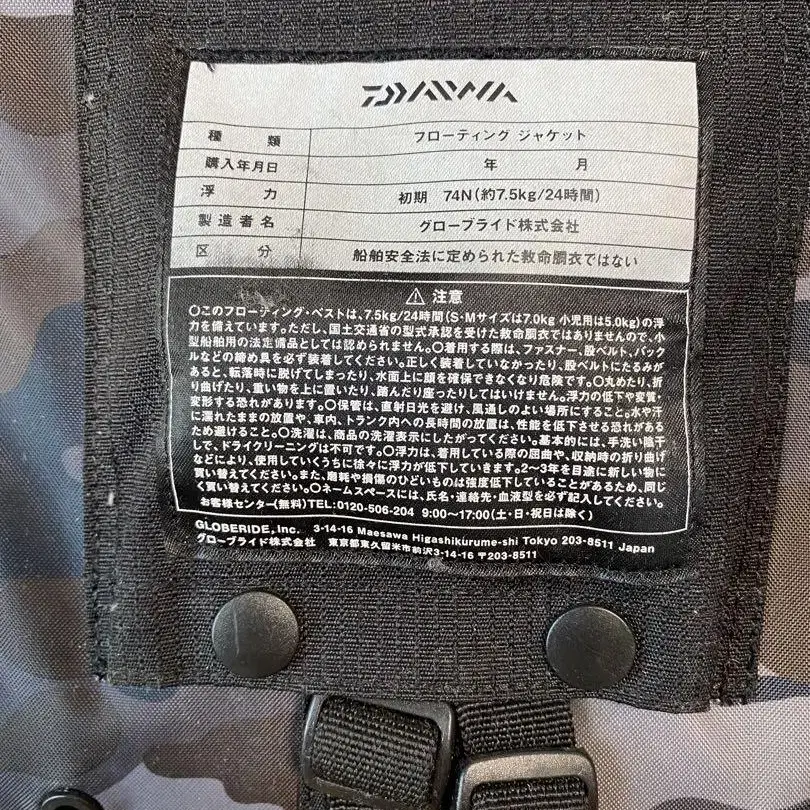 DAIWA
種類 フローティング ジャケット
購入年月日 年 月
浮力 初期 74N(約7.5kg/24時間)
製造者名 グローブライド株式会社
区分 船舶安全法に定められた救命胴衣ではない
⚠ 注意
○このフローティング・ベストは、7.5kg/24時間(S・Mサイズは7.0kg 小児用は5.0kg)の浮
力を備えています。ただし、国土交通省の型式承認を受けた救命胴衣ではありませんので、小
型船舶用の法定備品としては認められません。○着用する際は、ファスナー、股ベルト、バック
ルなどの締め具を必ず装着してください。正しく装着していなかったり、股ベルトにたるみが
あると、転落時に脱げてしまったり、水面上に顔を確保できなくなり危険です。○丸めたり、折
り曲げたり、重い物を上に置いたり、踏んだり座ったりしてはいけません。浮力の低下や変質・
変形する恐れがあります。○保管は、直射日光を避け、風通しのよい場所にすること。水や汗
に濡れたままの放置や、車内、トランク内への長時間の放置は、性能を低下させる恐れがある
ため避けること。○洗濯は、商品の洗濯表示にしたがってください。基本的には、手洗い陰干
しで、ドライクリーニングは不可です。○浮力は、着用している際の屈曲や、収納時の折り曲げ
などにより、使用していくうちに徐々に浮力が低下していきます。2〜3年を目途に新しい物に
買い替えてください。また、磨耗や損傷のひどいものは強度低下していることがあるため、同じ
く買い替えてください。○ネームスペースには、氏名・連絡先・血液型を必ず記入してください。
お客様センター(無料)TEL:0120-506-204 9:00〜17:00(土・日・祝日は除く)
GLOBERIDE, Inc. 3-14-16 Maesawa Higashikurume-shi Tokyo 203-8511 Japan
グローブライド株式会社 東京都東久留米市前沢3-14-16 〒203-8511